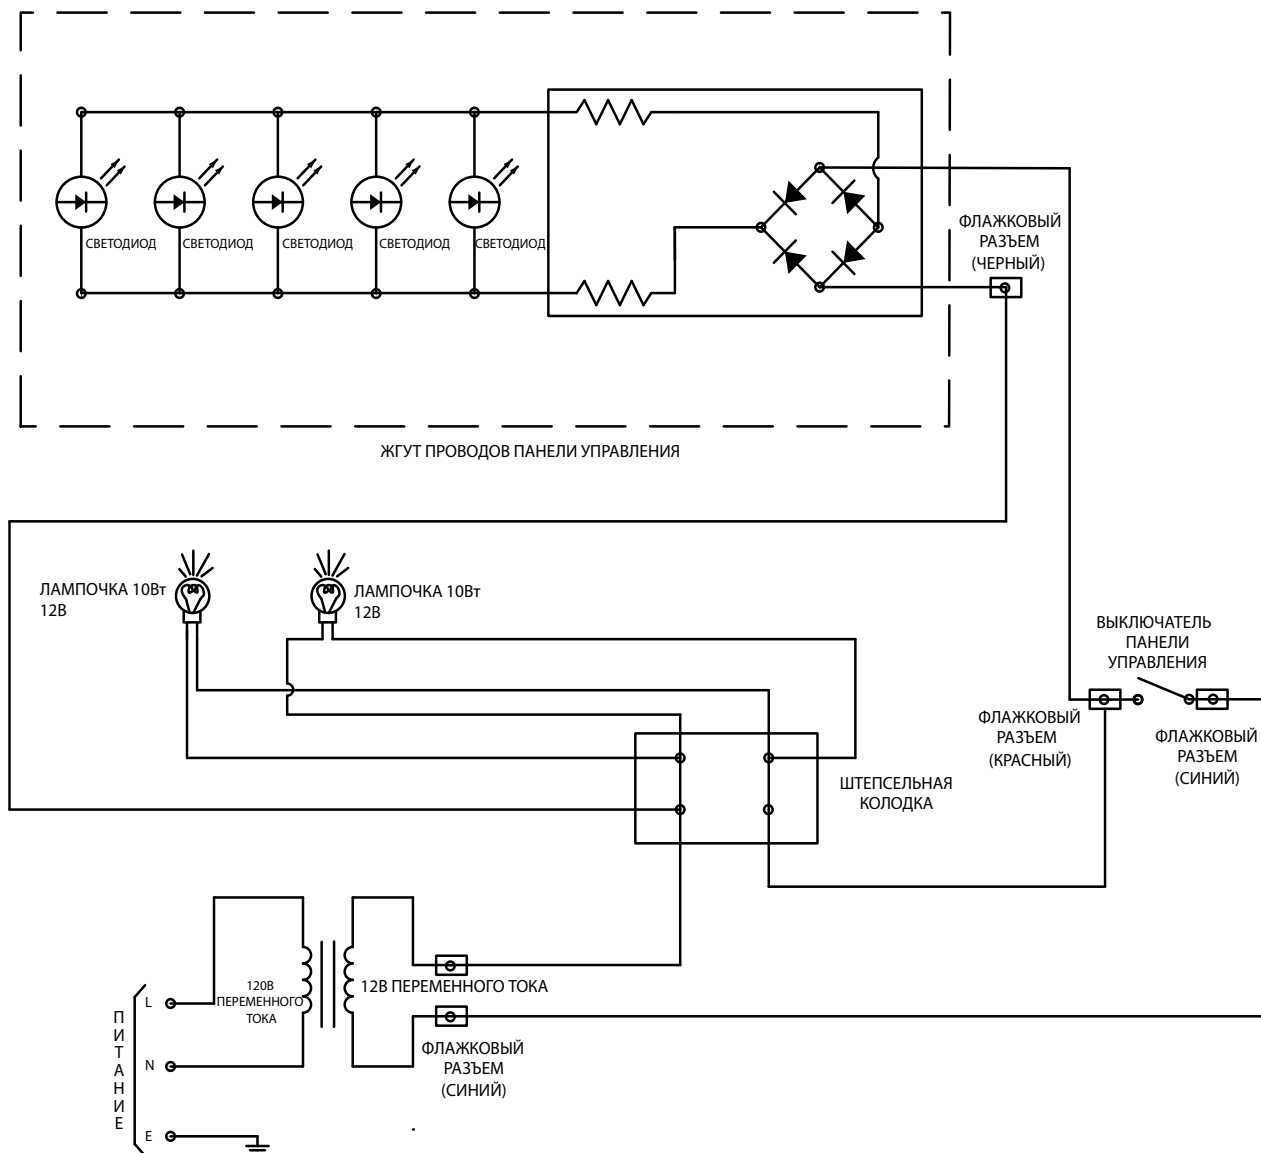 СВЕТОДИОД СВЕТОДИОД СВЕТОДИОД СВЕТОДИОД СВЕТОДИОД
ФЛАЖКОВЫЙ
РАЗЪЕМ
(ЧЕРНЫЙ)
ЖГУТ ПРОВОДОВ ПАНЕЛИ УПРАВЛЕНИЯ
ЛАМПОЧКА 10Вт
12В
ЛАМПОЧКА 10Вт
12В
ВЫКЛЮЧАТЕЛЬ
ПАНЕЛИ
УПРАВЛЕНИЯ
ФЛАЖКОВЫЙ
РАЗЪЕМ
(КРАСНЫЙ)
ФЛАЖКОВЫЙ
РАЗЪЕМ
(СИНИЙ)
ШТЕПСЕЛЬНАЯ
КОЛОДКА
120В
ПЕРЕМЕННОГО
ТОКА
12В ПЕРЕМЕННОГО ТОКА
ФЛАЖКОВЫЙ
РАЗЪЕМ
(СИНИЙ)
ПИТАНИЕ
L
N
E